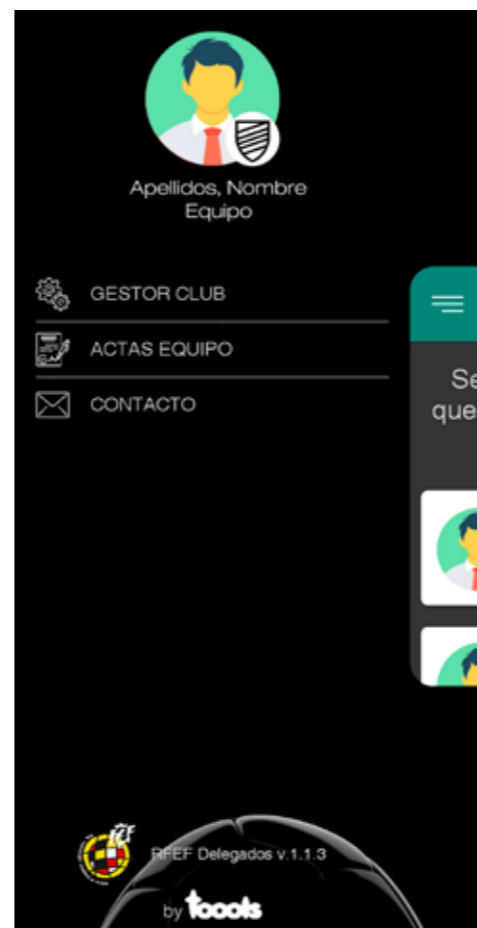 Apellidos, Nombre
Equipo
GESTOR CLUB
ACTAS EQUIPO
CONTACTO
Se
que
RFEF Delegados v.1.1.3
by toools